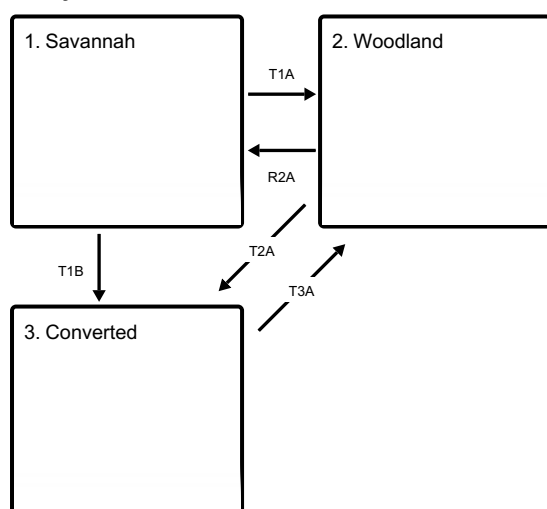 1. Savannah
2. Woodland
T1A
R2A
T1B
T2A
T3A
3. Converted